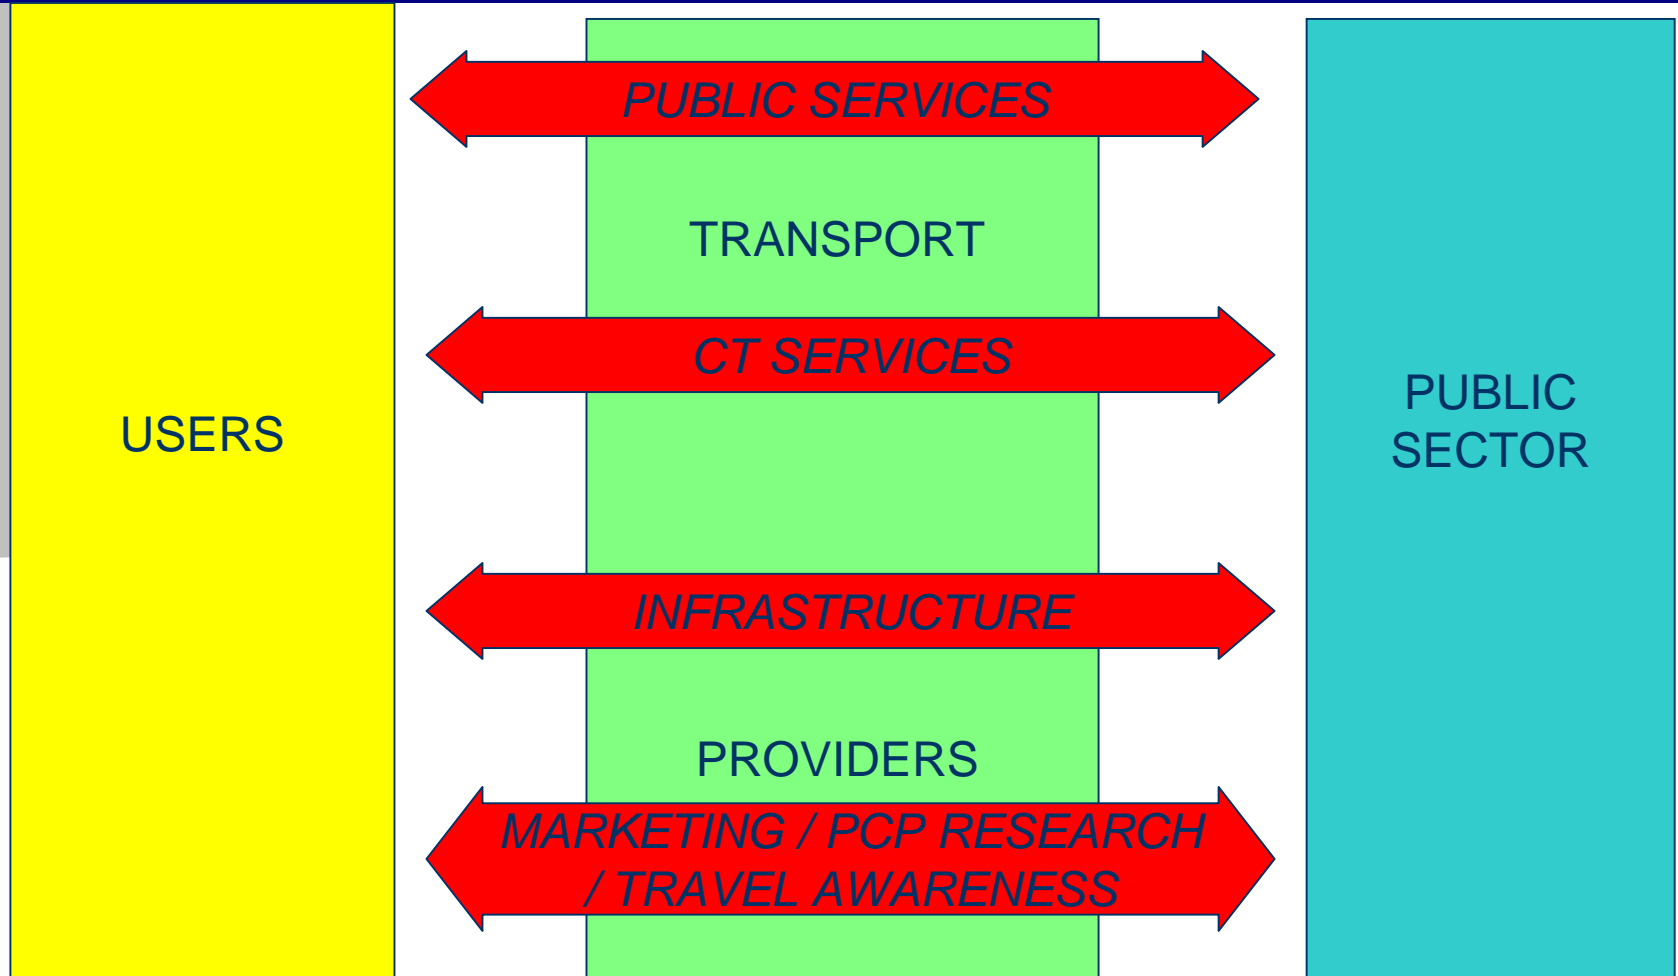 PUBLIC SERVICES
TRANSPORT
CT SERVICES
USERS
PUBLIC
SECTOR
INFRASTRUCTURE
PROVIDERS
MARKETING / PCP RESEARCH
/ TRAVEL AWARENESS